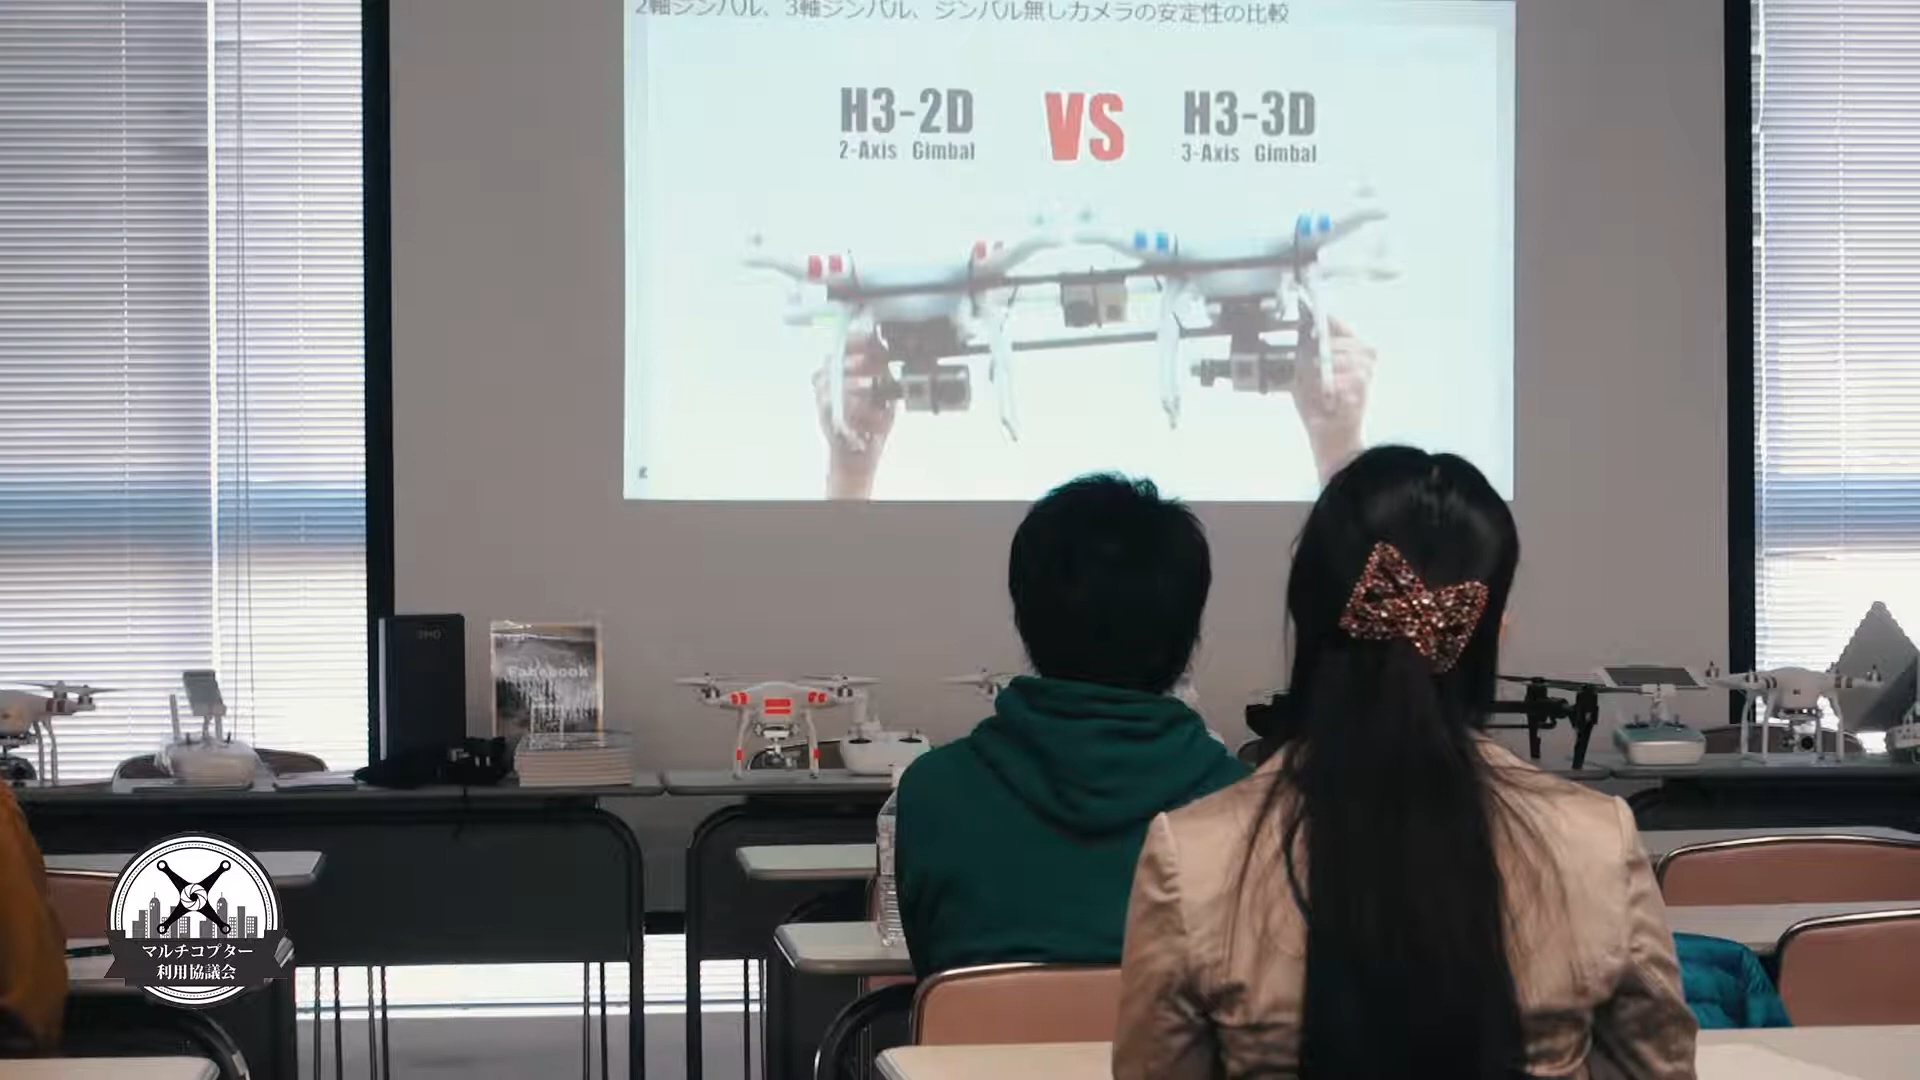 2軸ジンバル、3軸ジンバル、ジンバル無しカメラの安定性の比較
H3-2D VS H3-3D
2-Axis Gimbal
3-Axis Gimbal
マルチコプター
利用協議会